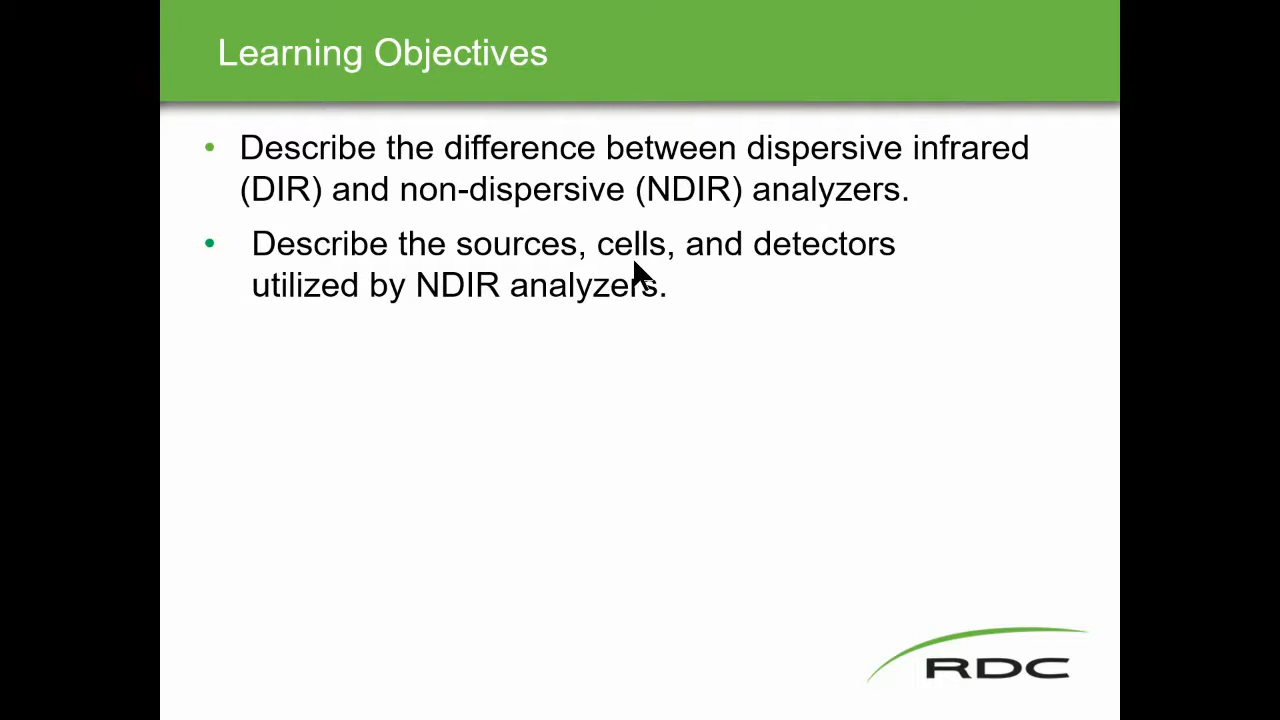 Learning Objectives
• Describe the difference between dispersive infrared
(DIR) and non-dispersive (NDIR) analyzers.
• Describe the sources, cells, and detectors
utilized by NDIR analyzers.
RDC